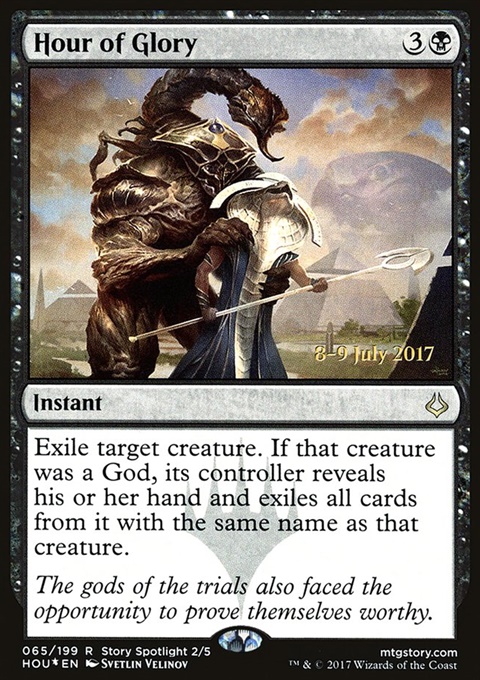 Hour of Glory 3
8-9 July 2017
Instant
Exile target creature. If that creature
was a God, its controller reveals
his or her hand and exiles all cards
from it with the same name as that
creature.
The gods of the trials also faced the
opportunity to prove themselves worthy.
065/199 R Story Spotlight 2/5 mtgstory.com
HOU★EN Svetlin Velinov ™ & © 2017 Wizards of the Coast